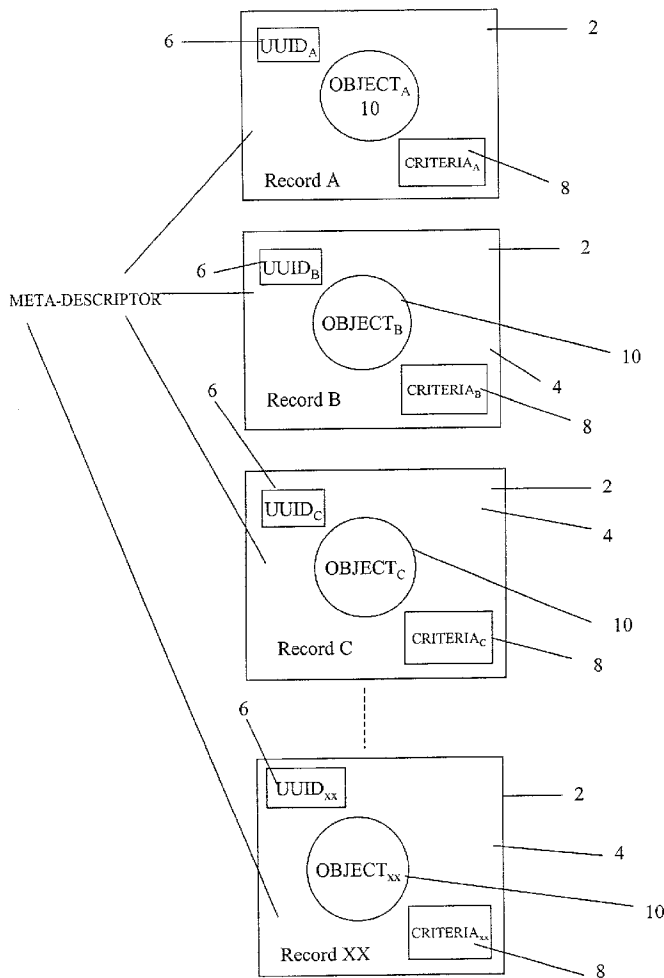 6
UUID_A
2
OBJECT_A
10
CRITERIA_A
8
Record A
6
UUID_B
2
META-DESCRIPTOR
OBJECT_B
10
4
CRITERIA_B
Record B
8
6
2
UUID_C
4
OBJECT_C
10
CRITERIA_C
Record C
8
6
UUID_xx
2
4
OBJECT_xx
10
CRITERIA_xx
Record XX
8